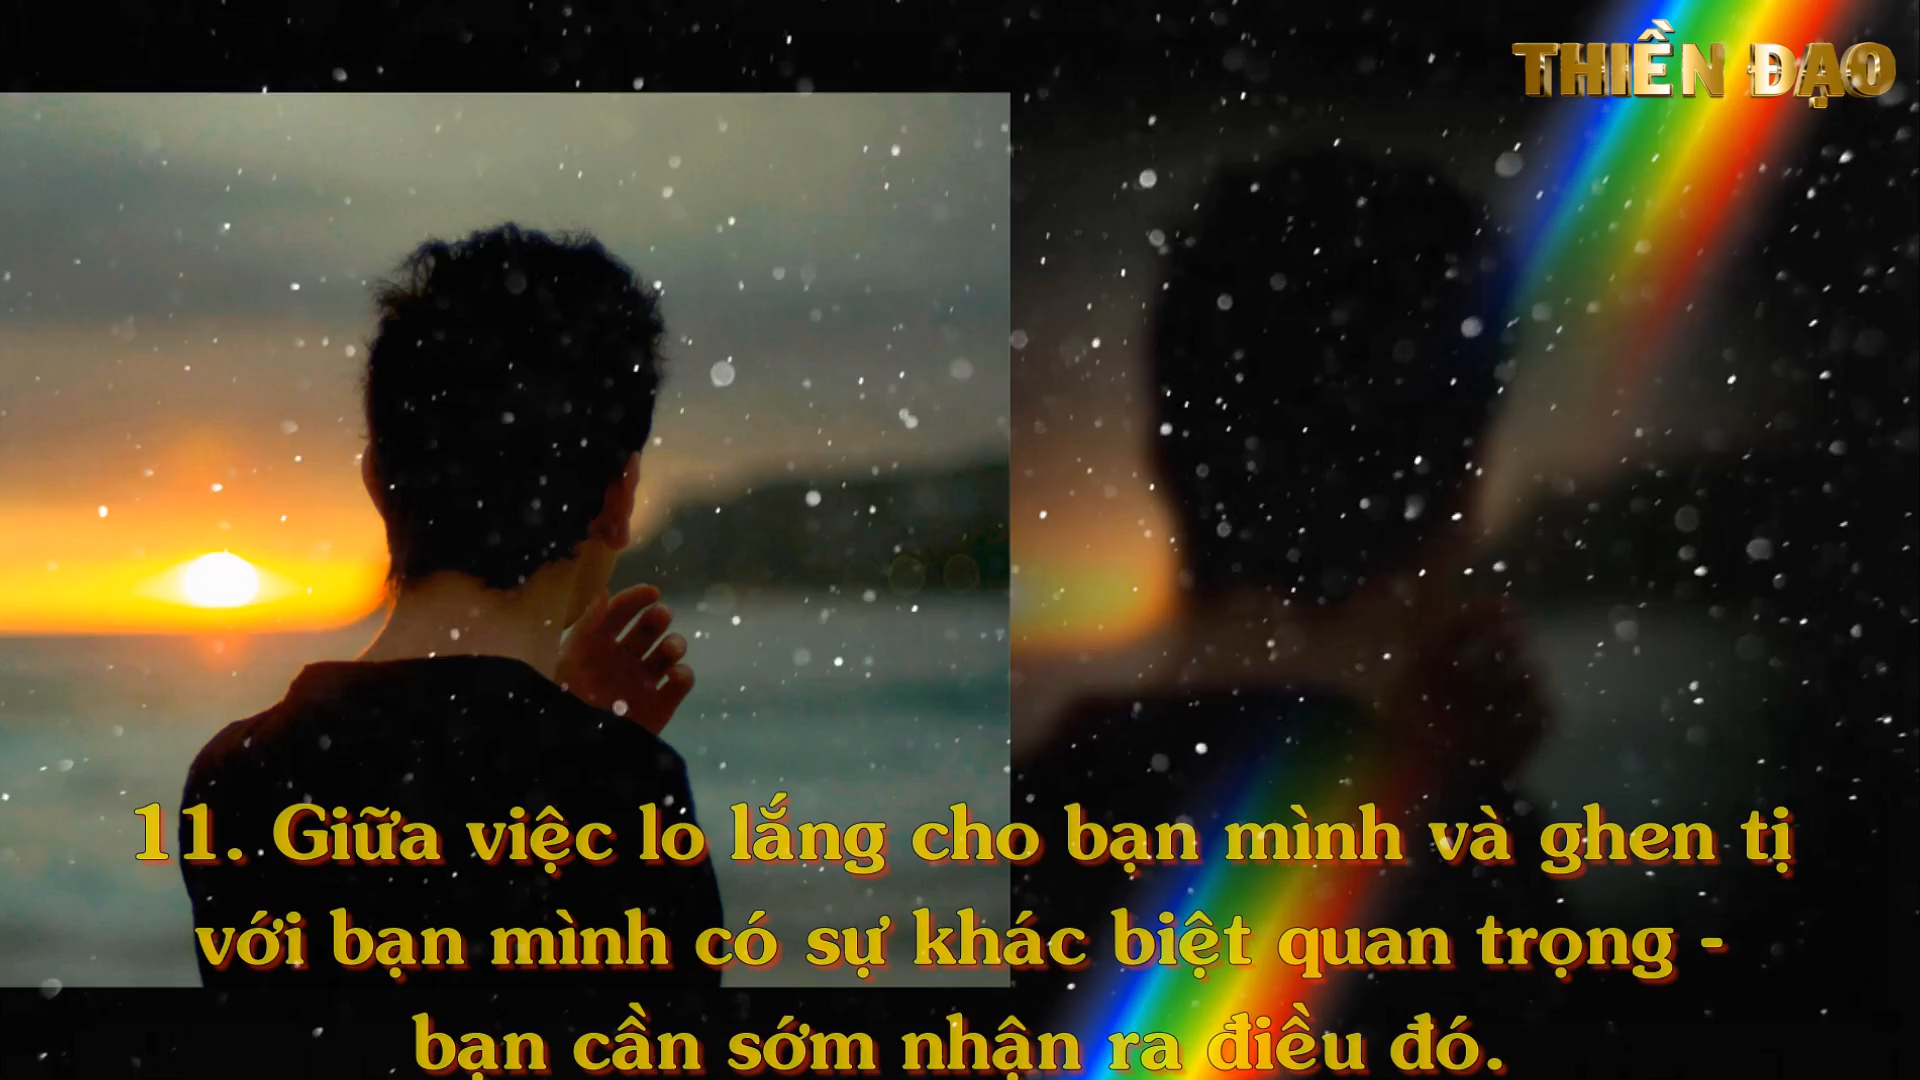 THIỀN ĐẠO
11. Giữa việc lo lắng cho bạn mình và ghen tị
với bạn mình có sự khác biệt quan trọng -
bạn cần sớm nhận ra điều đó.